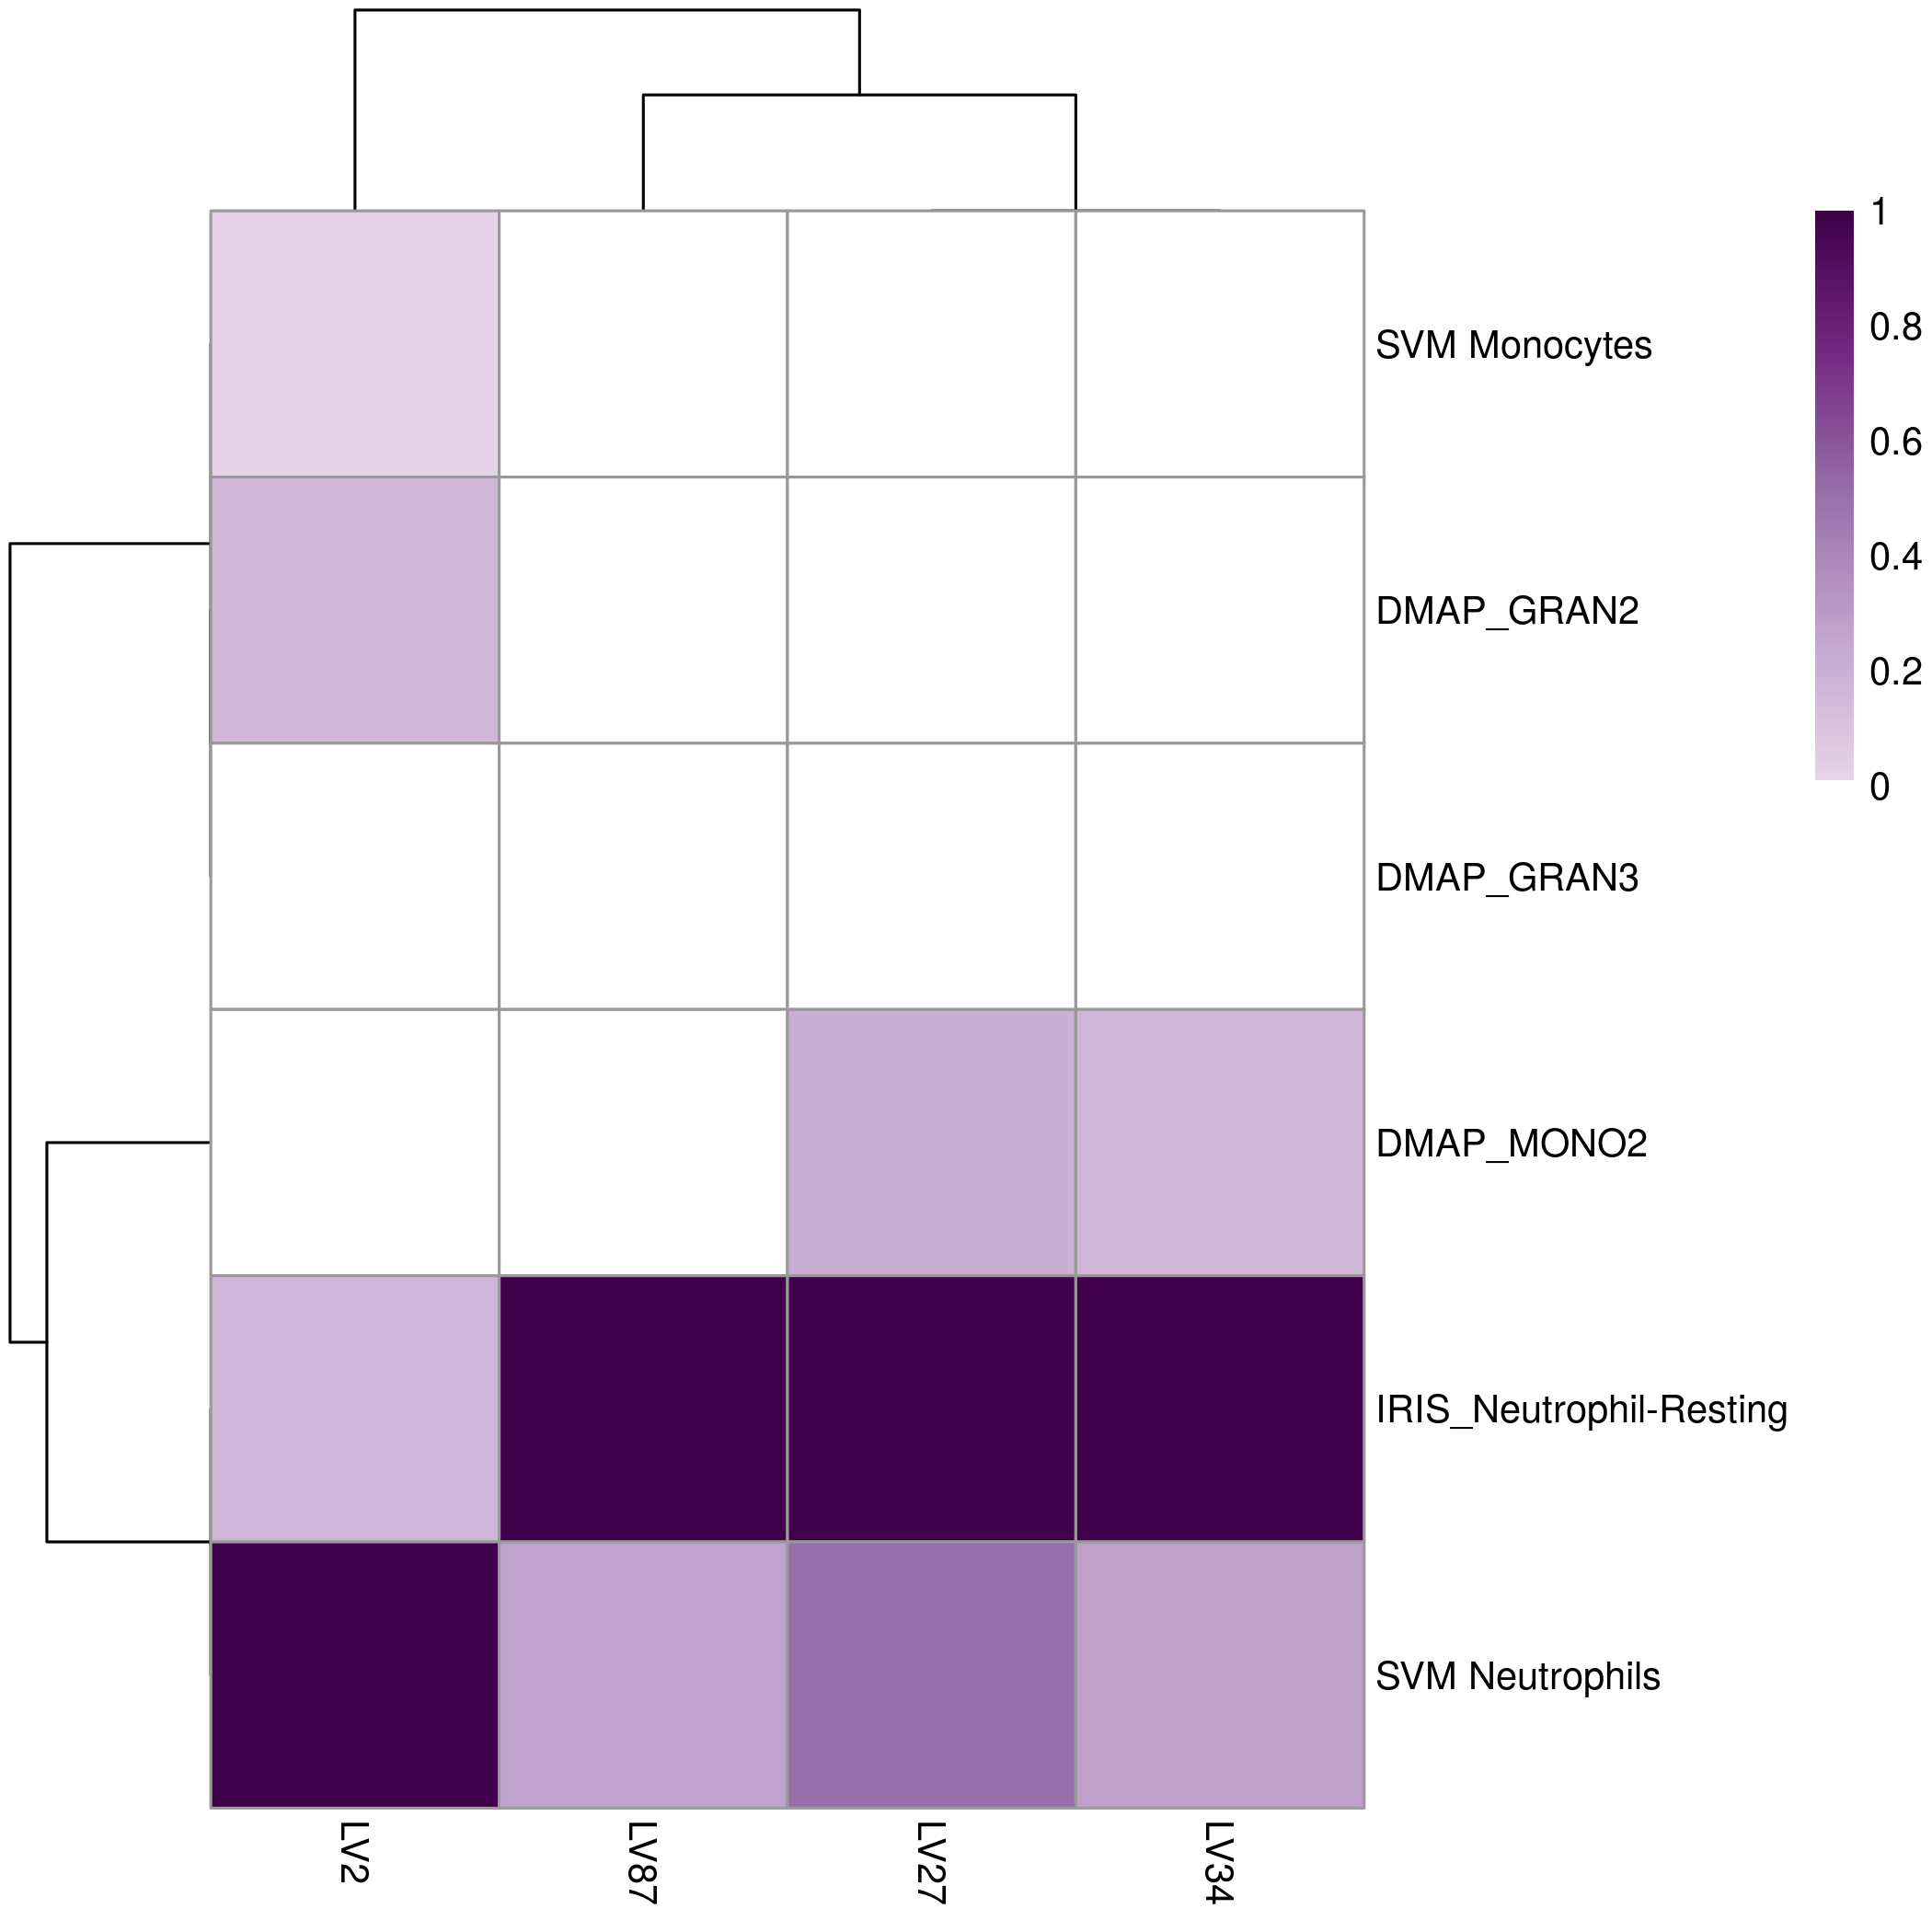 1
0.8
0.6
0.4
0.2
0
SVM Monocytes
DMAP_GRAN2
DMAP_GRAN3
DMAP_MONO2
IRIS_Neutrophil-Resting
SVM Neutrophils
LV2
LV87
LV27
LV34